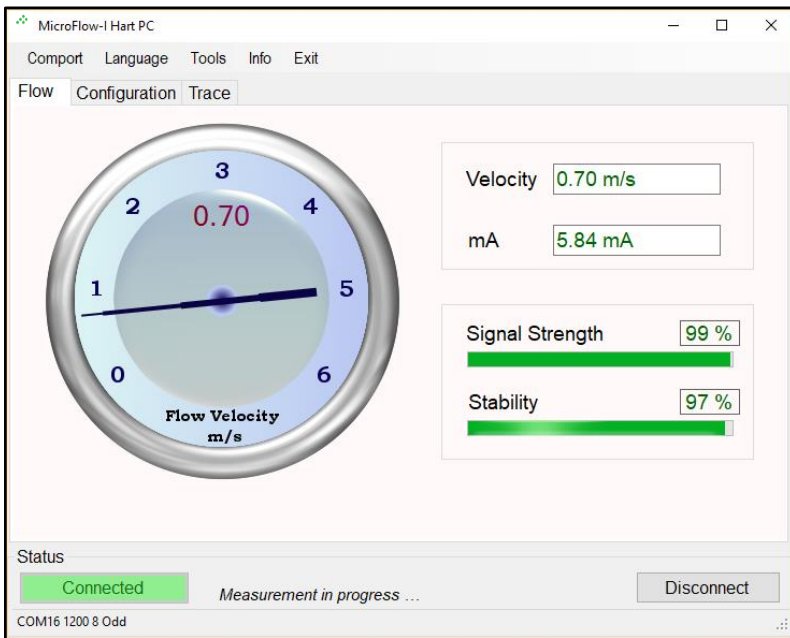 MicroFlow-I Hart PC
Comport Language Tools Info Exit
Flow Configuration Trace
3
2 4
0.70
1 5
0 6
Flow Velocity
m/s
Velocity 0.70 m/s
mA 5.84 mA
Signal Strength 99 %
Stability 97 %
Status
Connected Measurement in progress ... Disconnect
COM16 1200 8 Odd